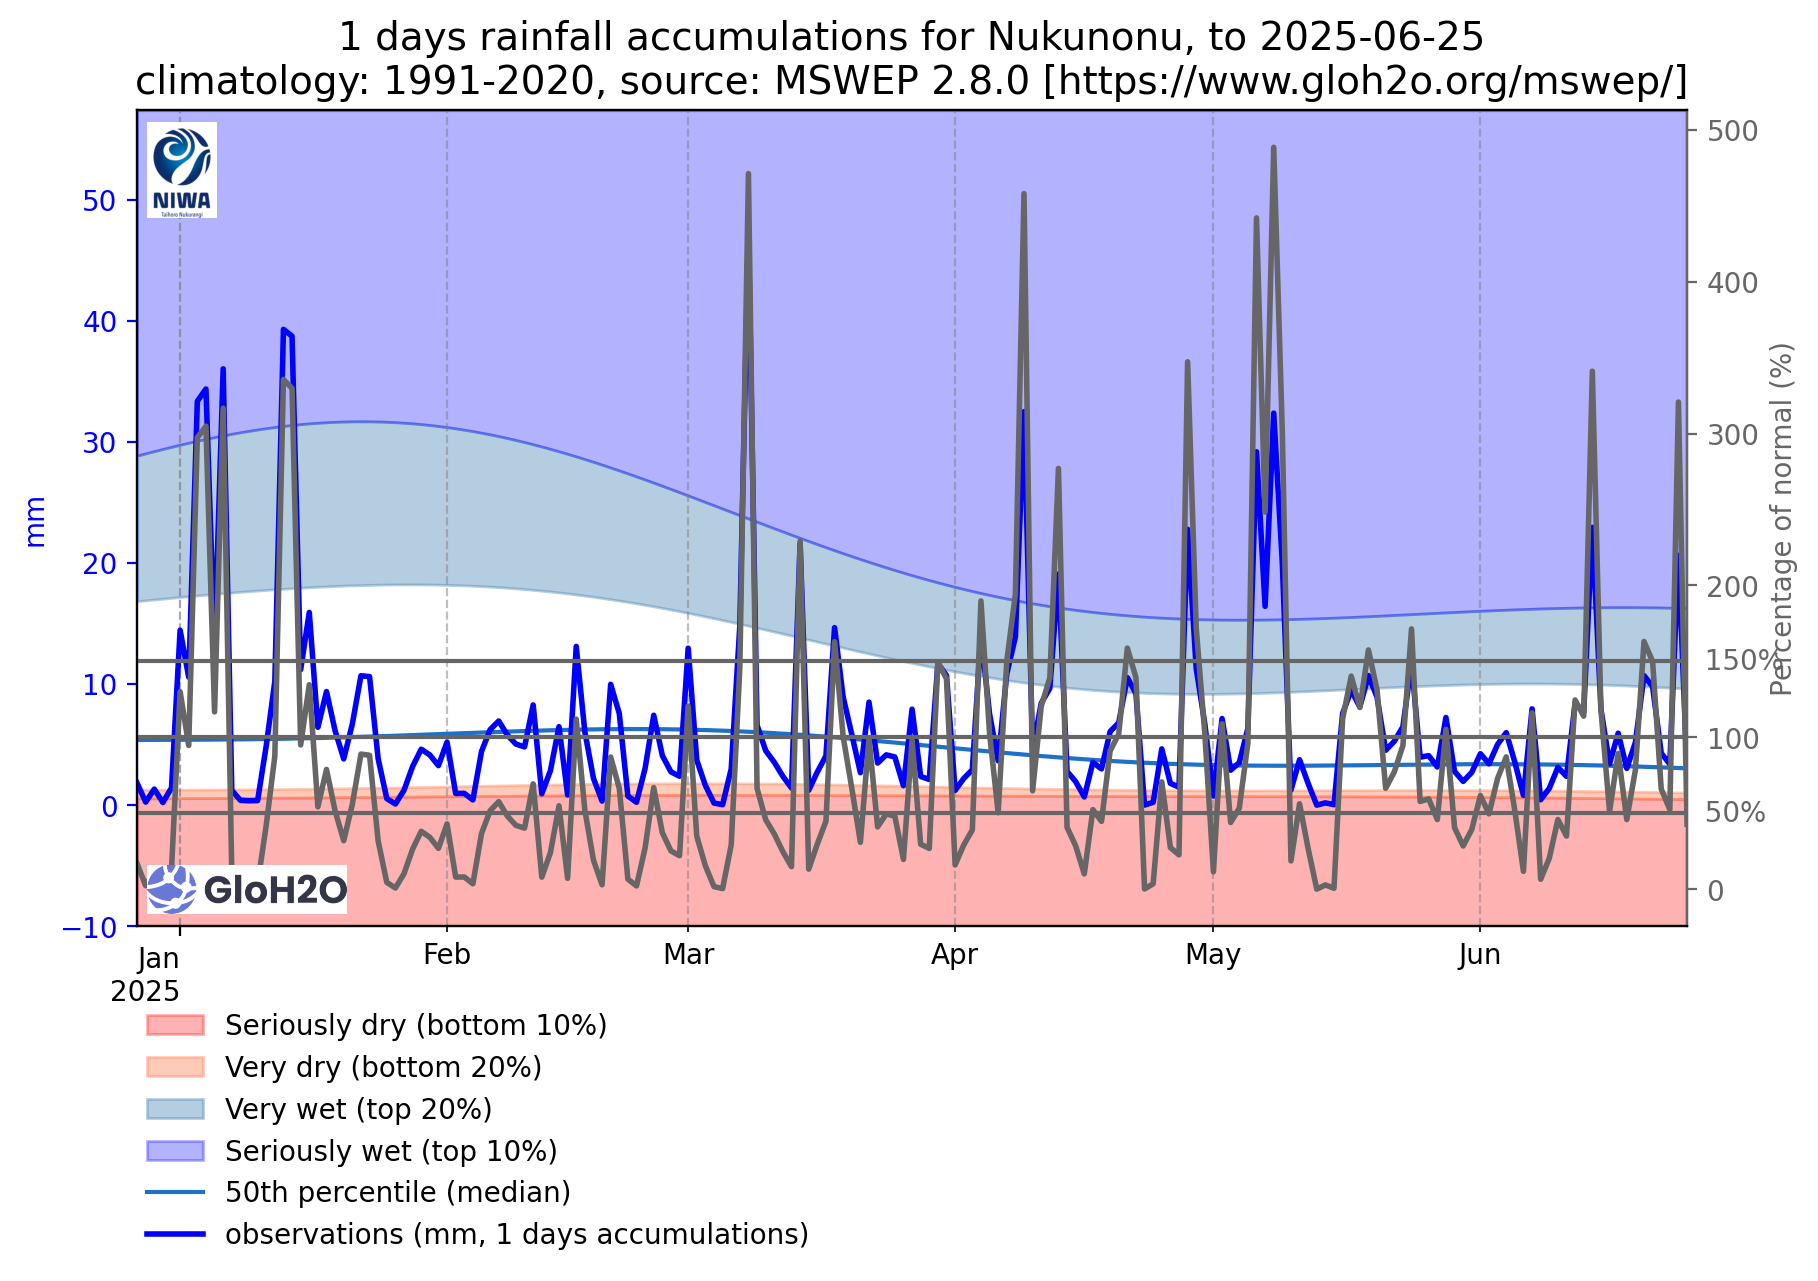 1 days rainfall accumulations for Nukunonu, to 2025-06-25
climatology: 1991-2020, source: MSWEP 2.8.0 [https://www.gloh2o.org/mswep/]
NIWA
Taihoro Nukurangi
mm
50
40
30
20
10
0
−10
500
400
300
200
150%
100
50%
0
Percentage of normal (%)
GloH2O
Jan
2025
Feb
Mar
Apr
May
Jun
Seriously dry (bottom 10%)
Very dry (bottom 20%)
Very wet (top 20%)
Seriously wet (top 10%)
50th percentile (median)
observations (mm, 1 days accumulations)